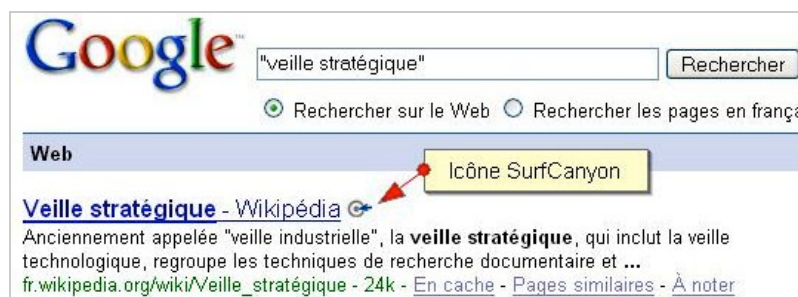 Google™
"veille stratégique"
Rechercher
Rechercher sur le Web Rechercher les pages en frança
Web
Icône SurfCanyon
Veille stratégique - Wikipédia
Anciennement appelée "veille industrielle", la veille stratégique, qui inclut la veille
technologique, regroupe les techniques de recherche documentaire et ...
fr.wikipedia.org/wiki/Veille_stratégique - 24k - En cache - Pages similaires - À noter